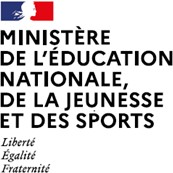 MINISTÈRE
DE L'ÉDUCATION
NATIONALE,
DE LA JEUNESSE
ET DES SPORTS
Liberté
Égalité
Fraternité